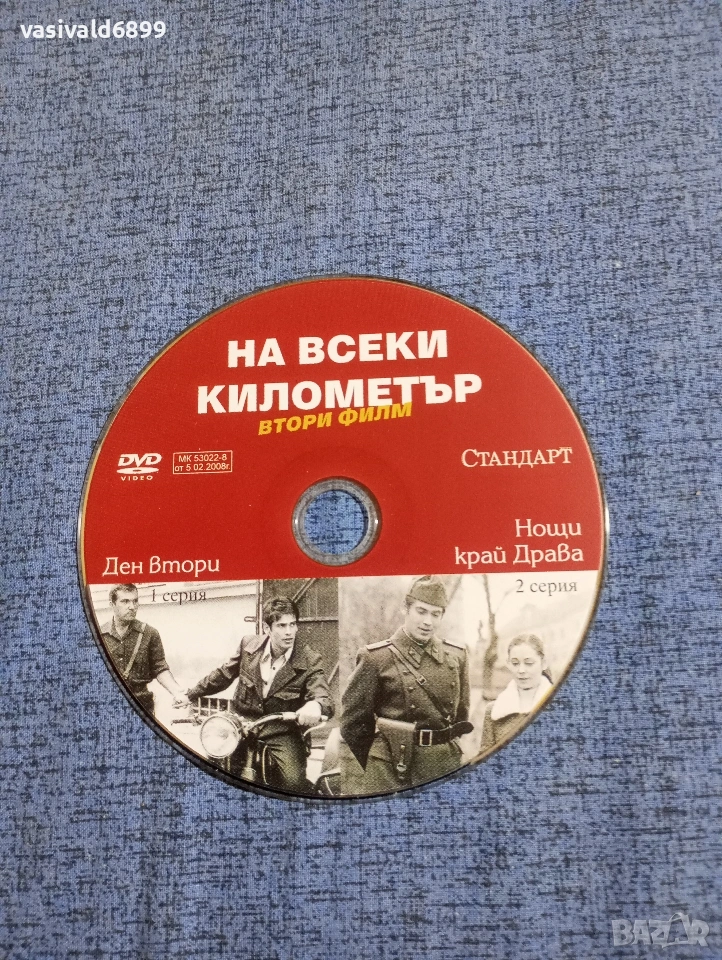 vasivald6899
НА ВСЕКИ
КИЛОМЕТЪР
ВТОРИ ФИЛМ
DVD
VIDEO
МК 53022-8
от 5 02.2008г.
СТАНДАРТ
Ден втори
1 серия
Нощи
край Драва
2 серия
BAZAR